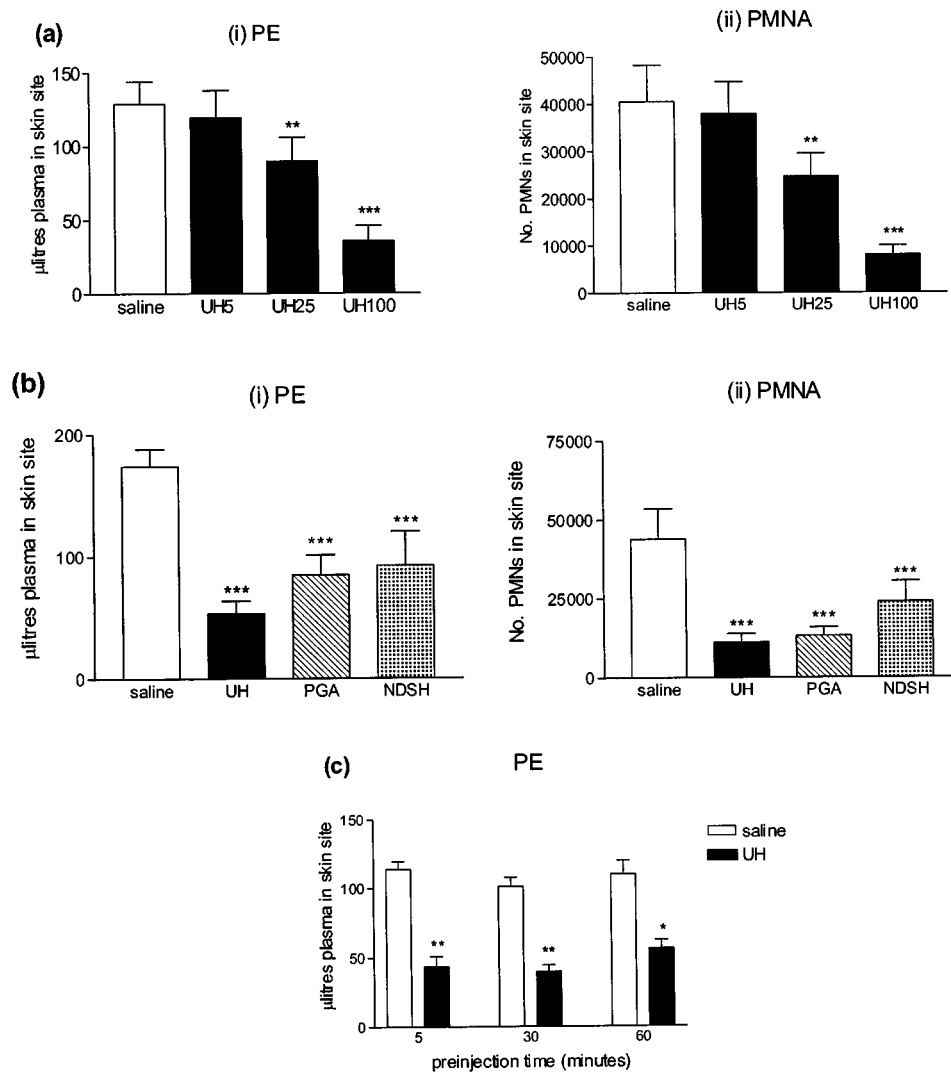 (a)
(i) PE
µlitres plasma in skin site
150
100
50
0
**
***
saline UH5 UH25 UH100
(ii) PMNA
No. PMNs in skin site
50000
40000
30000
20000
10000
0
**
***
saline UH5 UH25 UH100
(b)
(i) PE
µlitres plasma in skin site
200
100
0
***
***
***
saline UH PGA NDSH
(ii) PMNA
No. PMNs in skin site
75000
50000
25000
0
***
***
***
saline UH PGA NDSH
(c)
PE
µlitres plasma in skin site
150
100
50
0
**
**
*
5 30 60
preinjection time (minutes)
saline
UH